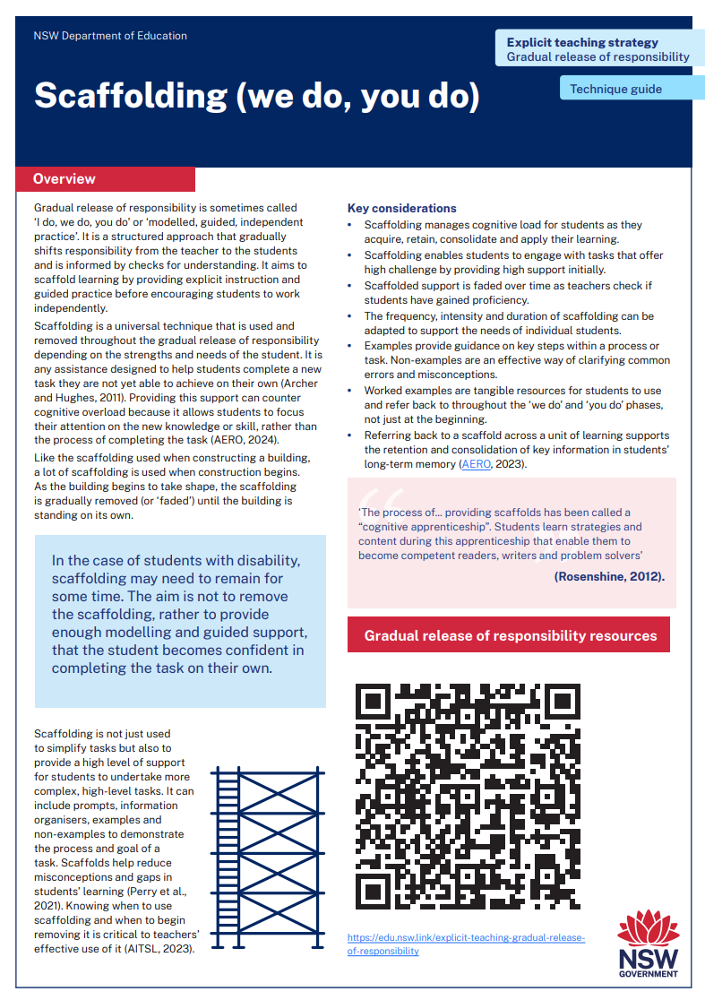 NSW Department of Education
Explicit teaching strategy
Gradual release of responsibility
Technique guide
Scaffolding (we do, you do)
Overview
Gradual release of responsibility is sometimes called
‘I do, we do, you do’ or ‘modelled, guided, independent
practice’. It is a structured approach that gradually
shifts responsibility from the teacher to the students
and is informed by checks for understanding. It aims to
scaffold learning by providing explicit instruction and
guided practice before encouraging students to work
independently.
Scaffolding is a universal technique that is used and
removed throughout the gradual release of responsibility
depending on the strengths and needs of the student. It is
any assistance designed to help students complete a new
task they are not yet able to achieve on their own (Archer
and Hughes, 2011). Providing this support can counter
cognitive overload because it allows students to focus
their attention on the new knowledge or skill, rather than
the process of completing the task (AERO, 2024).
Like the scaffolding used when constructing a building,
a lot of scaffolding is used when construction begins.
As the building begins to take shape, the scaffolding
is gradually removed (or ‘faded’) until the building is
standing on its own.
In the case of students with disability,
scaffolding may need to remain for
some time. The aim is not to remove
the scaffolding, rather to provide
enough modelling and guided support,
that the student becomes confident in
completing the task on their own.
Scaffolding is not just used
to simplify tasks but also to
provide a high level of support
for students to undertake more
complex, high-level tasks. It can
include prompts, information
organisers, examples and
non-examples to demonstrate
the process and goal of a
task. Scaffolds help reduce
misconceptions and gaps in
students’ learning (Perry et al.,
2021). Knowing when to use
scaffolding and when to begin
removing it is critical to teachers’
effective use of it (AITSL, 2023).
Key considerations
• Scaffolding manages cognitive load for students as they
acquire, retain, consolidate and apply their learning.
• Scaffolding enables students to engage with tasks that offer
high challenge by providing high support initially.
• Scaffolded support is faded over time as teachers check if
students have gained proficiency.
• The frequency, intensity and duration of scaffolding can be
adapted to support the needs of individual students.
• Examples provide guidance on key steps within a process or
task. Non-examples are an effective way of clarifying common
errors and misconceptions.
• Worked examples are tangible resources for students to use
and refer back to throughout the ‘we do’ and ‘you do’ phases,
not just at the beginning.
• Referring back to a scaffold across a unit of learning supports
the retention and consolidation of key information in students’
long-term memory (AERO, 2023).
‘The process of... providing scaffolds has been called a
“cognitive apprenticeship”. Students learn strategies and
content during this apprenticeship that enable them to
become competent readers, writers and problem solvers’
(Rosenshine, 2012).
Gradual release of responsibility resources
https://edu.nsw.link/explicit-teaching-gradual-release-
of-responsibility
NSW
GOVERNMENT